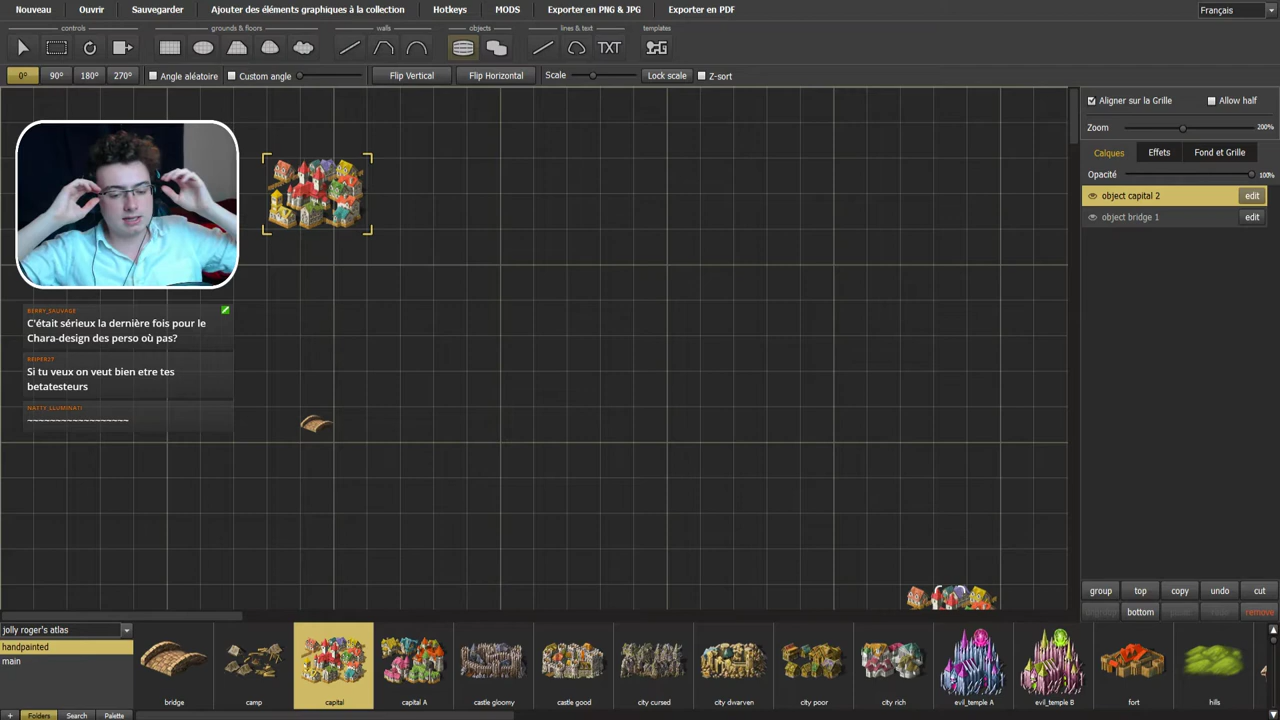 Nouveau Ouvrir Sauvegarder Ajouter des éléments graphiques à la collection Hotkeys MODS Exporter en PNG & JPG Exporter en PDF Français
controls grounds & floors walls objects lines & text templates
TXT
0° 90° 180° 270° Angle aléatoire Custom angle Flip Vertical Flip Horizontal Scale Lock scale Z-sort
Aligner sur la Grille Allow half
Zoom 200%
Calques Effets Fond et Grille
Opacité 100%
object capital 2 edit
object bridge 1 edit
BERRY_SAUVAGE
C'était sérieux la dernière fois pour le
Chara-design des perso où pas?
REIPER27
Si tu veux on veut bien etre tes
betatesteurs
NATTE_LLUMINATI
~~~~~~~~~~~~~~~~~~
group top copy undo cut
bottom remove
jolly roger's atlas
handpainted
main
bridge camp capital capital A castle gloomy castle good city cursed city dwarven city poor city rich evil_temple A evil_temple B fort hills
+ Folders Search Palette